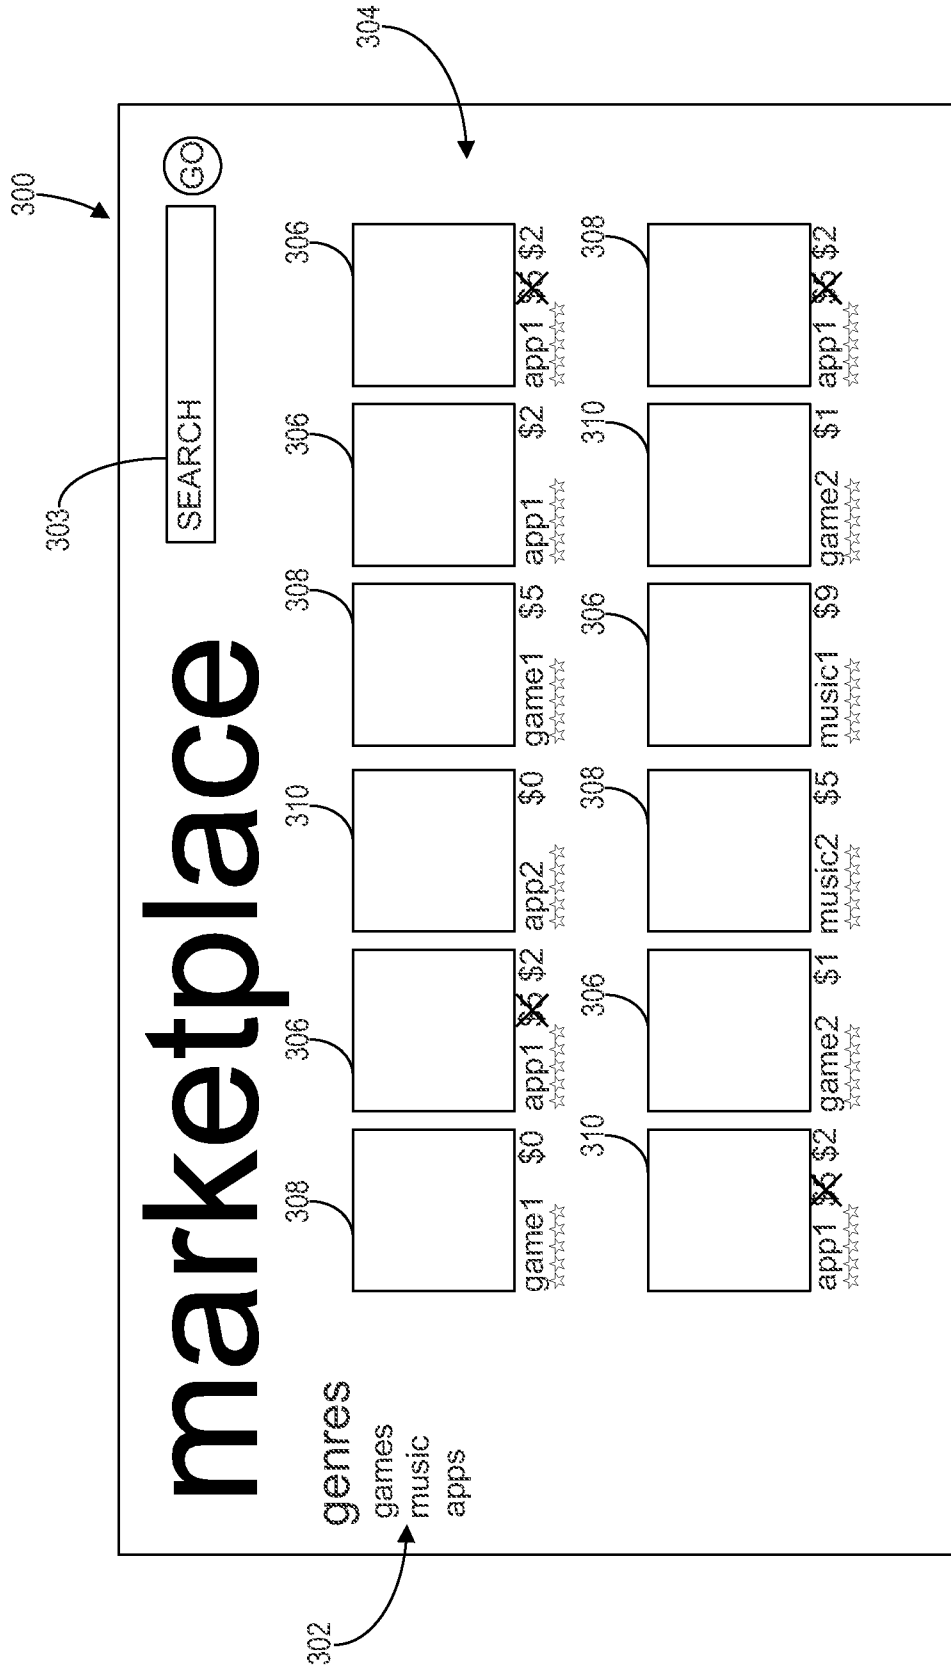 300
303
marketplace
SEARCH GO
308 306 310 308 306 306
302
genres
304
games
music
apps
game1 $0 app1 $5 $2 app2 $0 game1 $5 app1 $2 app1 $5 $2
310 306 308 306 310 308
app1 $5 $2 game2 $1 music2 $5 music1 $9 game2 $1 app1 $5 $2